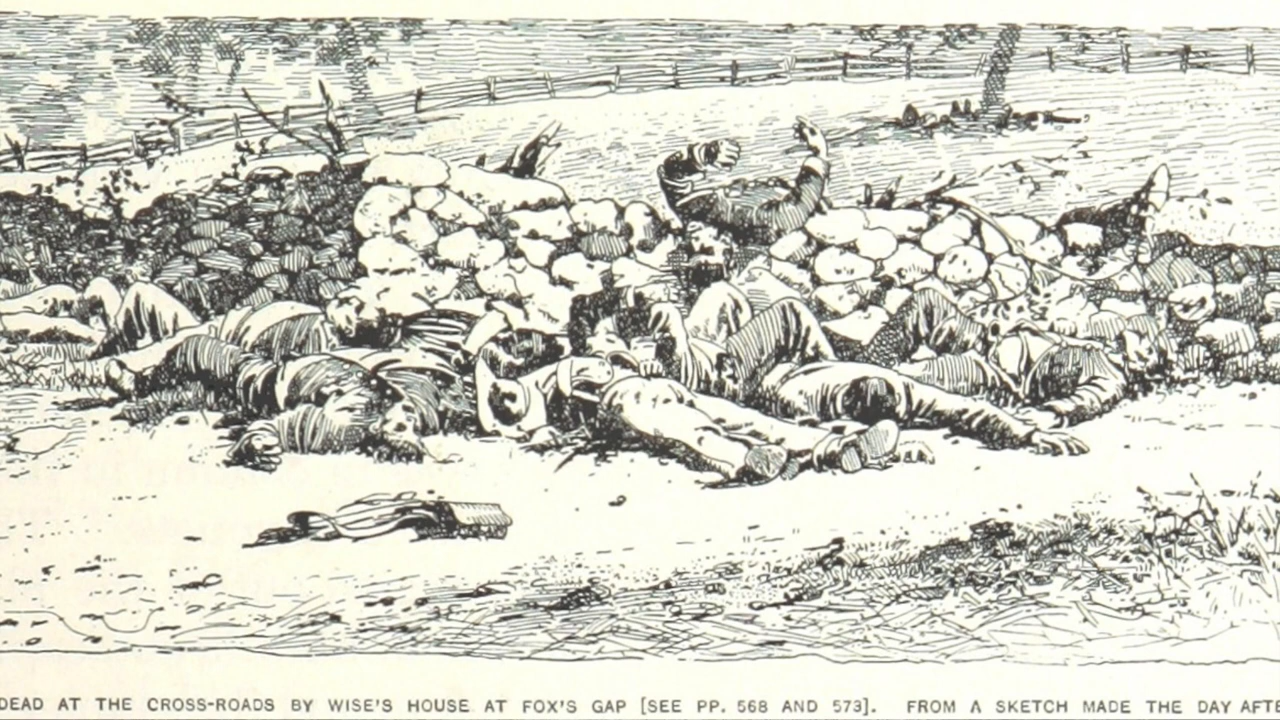 DEAD AT THE CROSS-ROADS BY WISE'S HOUSE AT FOX'S GAP [SEE PP. 568 AND 573]. FROM A SKETCH MADE THE DAY AFTE